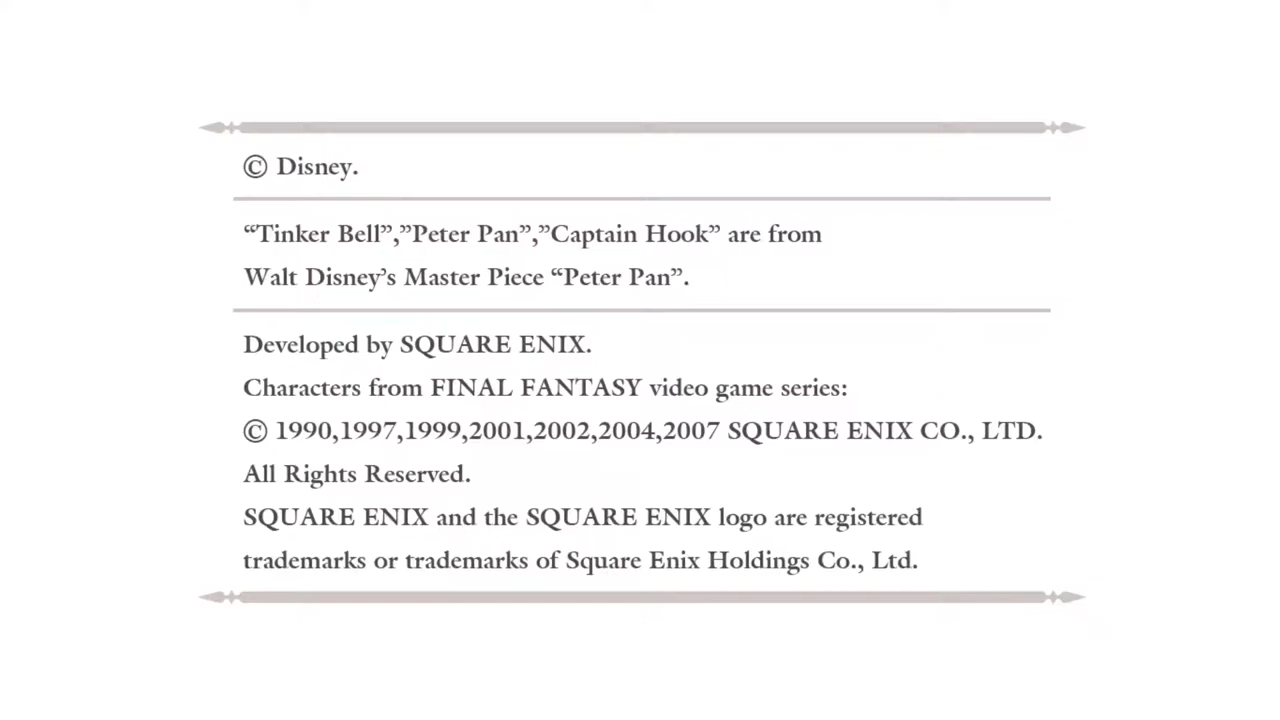 © Disney.
“Tinker Bell”,”Peter Pan”,”Captain Hook” are from
Walt Disney’s Master Piece “Peter Pan”.
Developed by SQUARE ENIX.
Characters from FINAL FANTASY video game series:
© 1990,1997,1999,2001,2002,2004,2007 SQUARE ENIX CO., LTD.
All Rights Reserved.
SQUARE ENIX and the SQUARE ENIX logo are registered
trademarks or trademarks of Square Enix Holdings Co., Ltd.